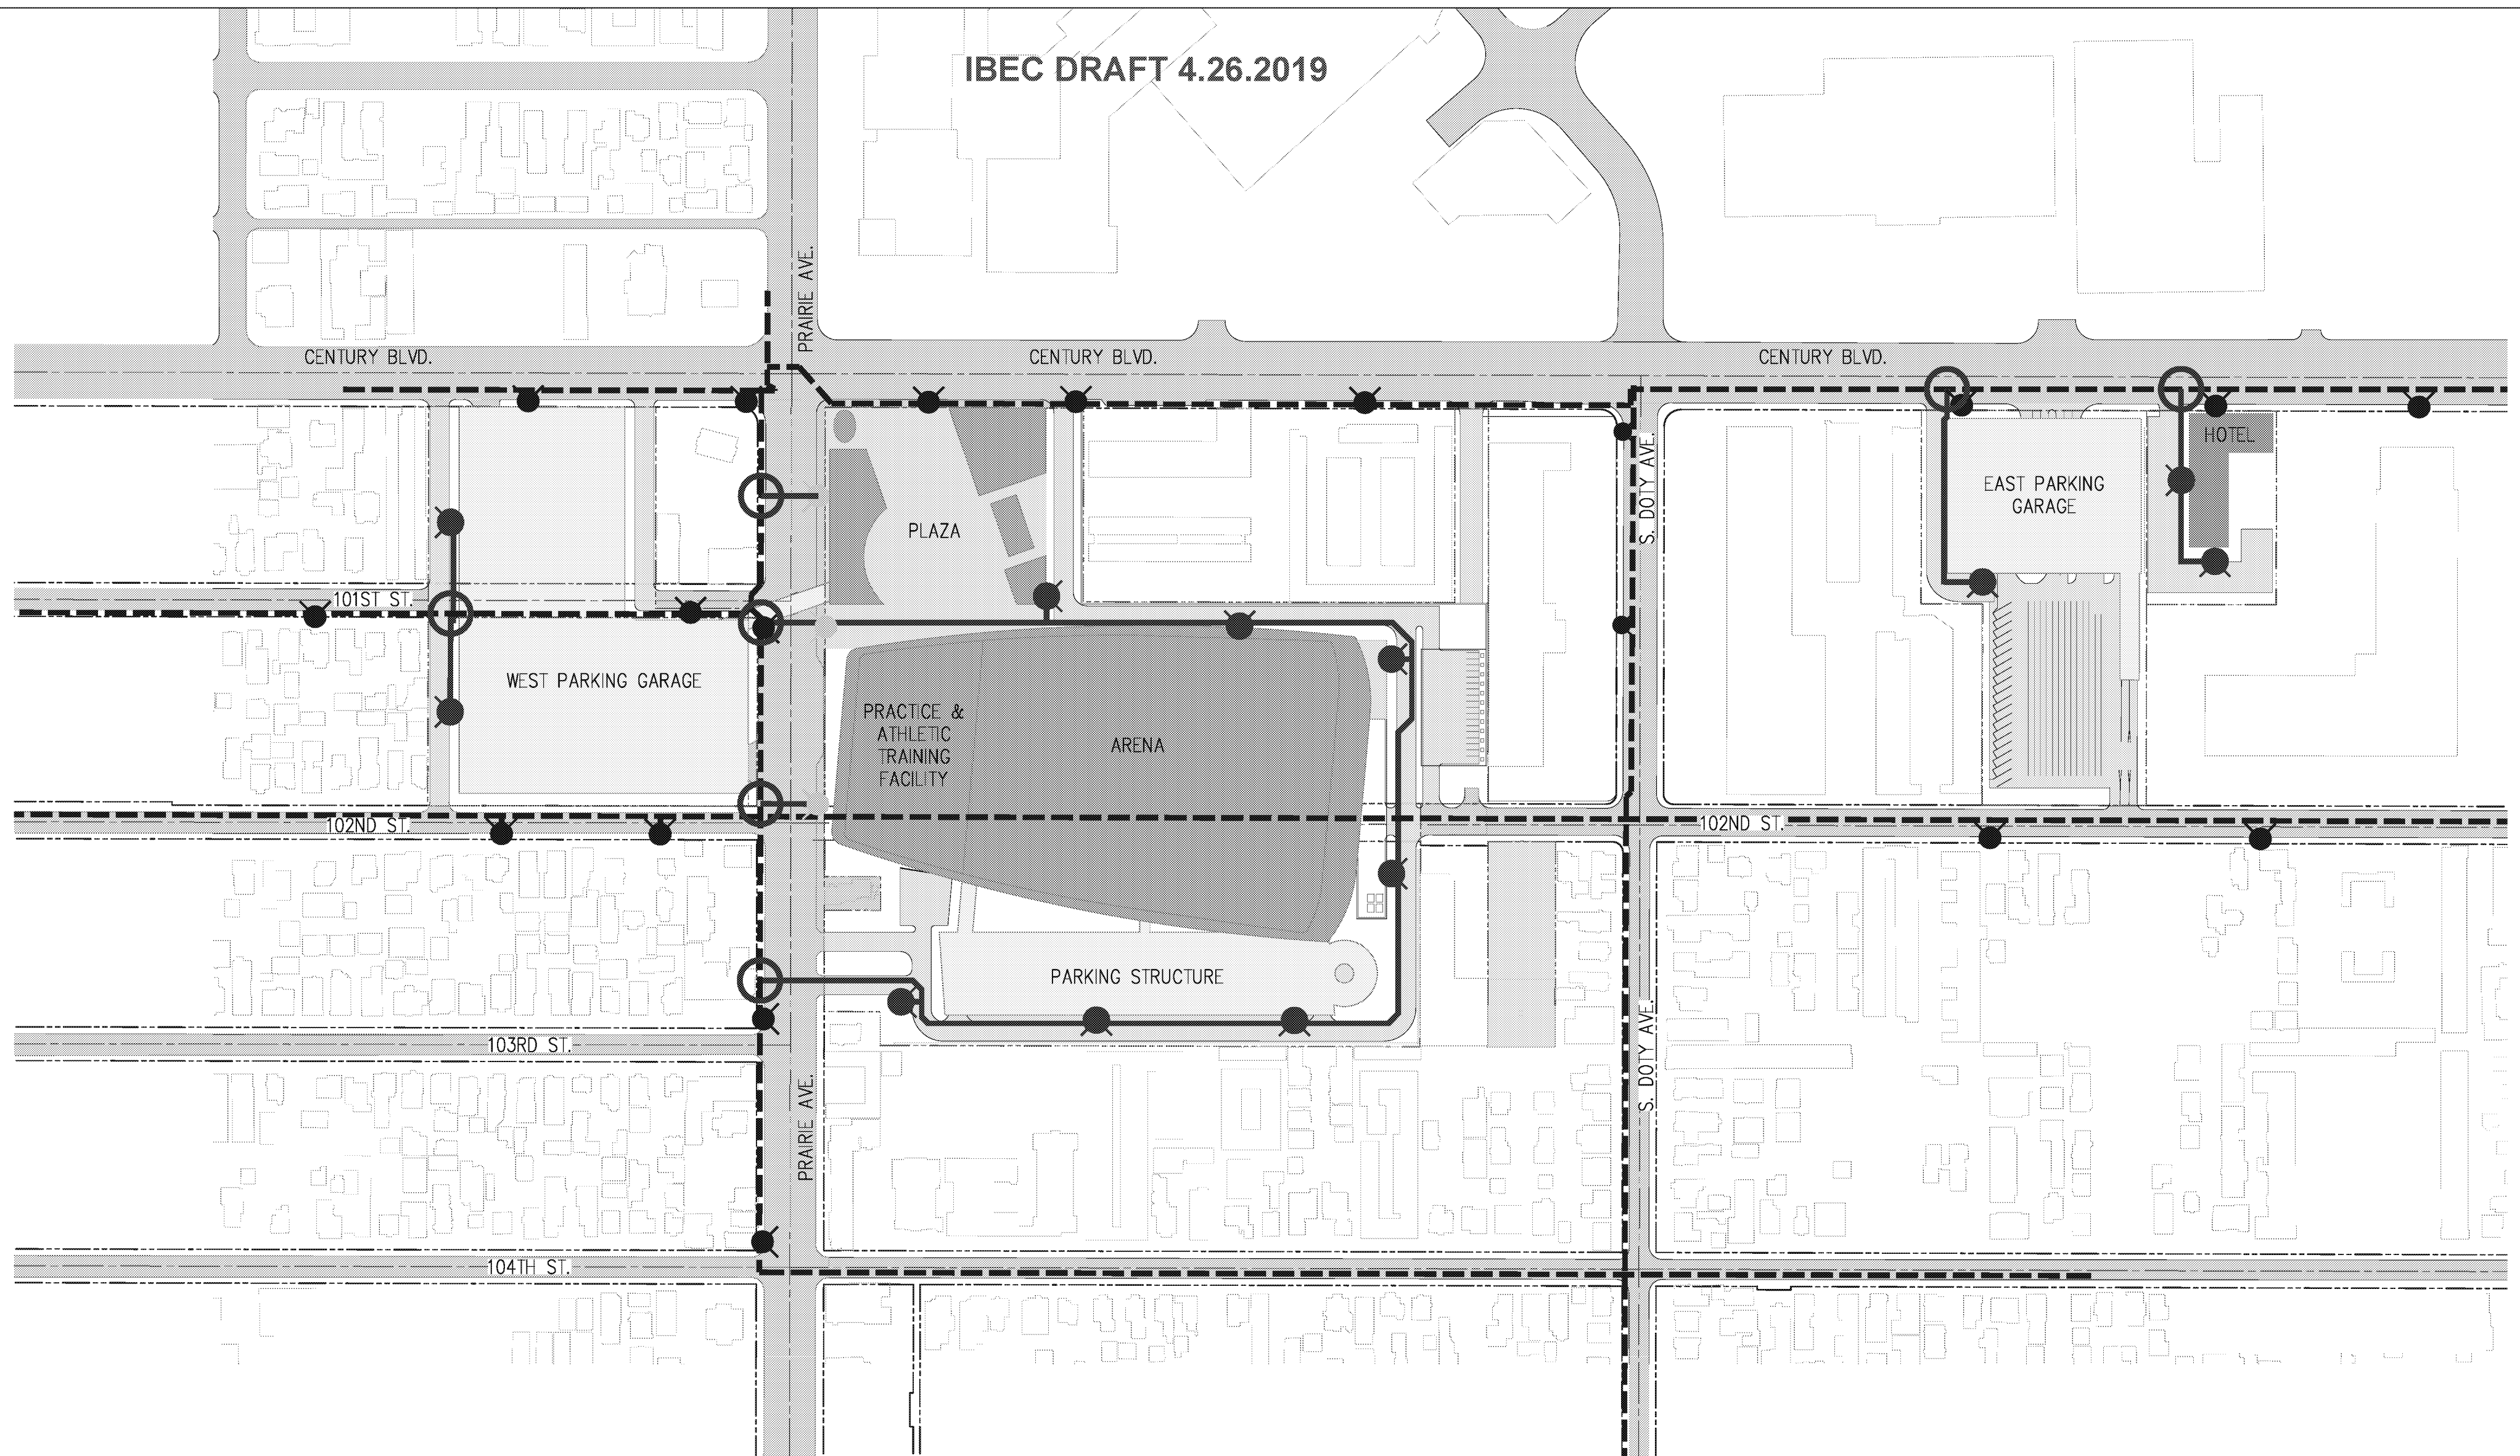 IBEC DRAFT 4.26.2019
PRAIRIE AVE.
CENTURY BLVD.
CENTURY BLVD.
CENTURY BLVD.
HOTEL
S. DOTY AVE.
EAST PARKING
GARAGE
PLAZA
101ST ST.
WEST PARKING GARAGE
PRACTICE &
ATHLETIC
TRAINING
FACILITY
ARENA
102ND ST.
102ND ST.
PARKING STRUCTURE
103RD ST.
S. DOTY AVE.
PRAIRIE AVE.
104TH ST.